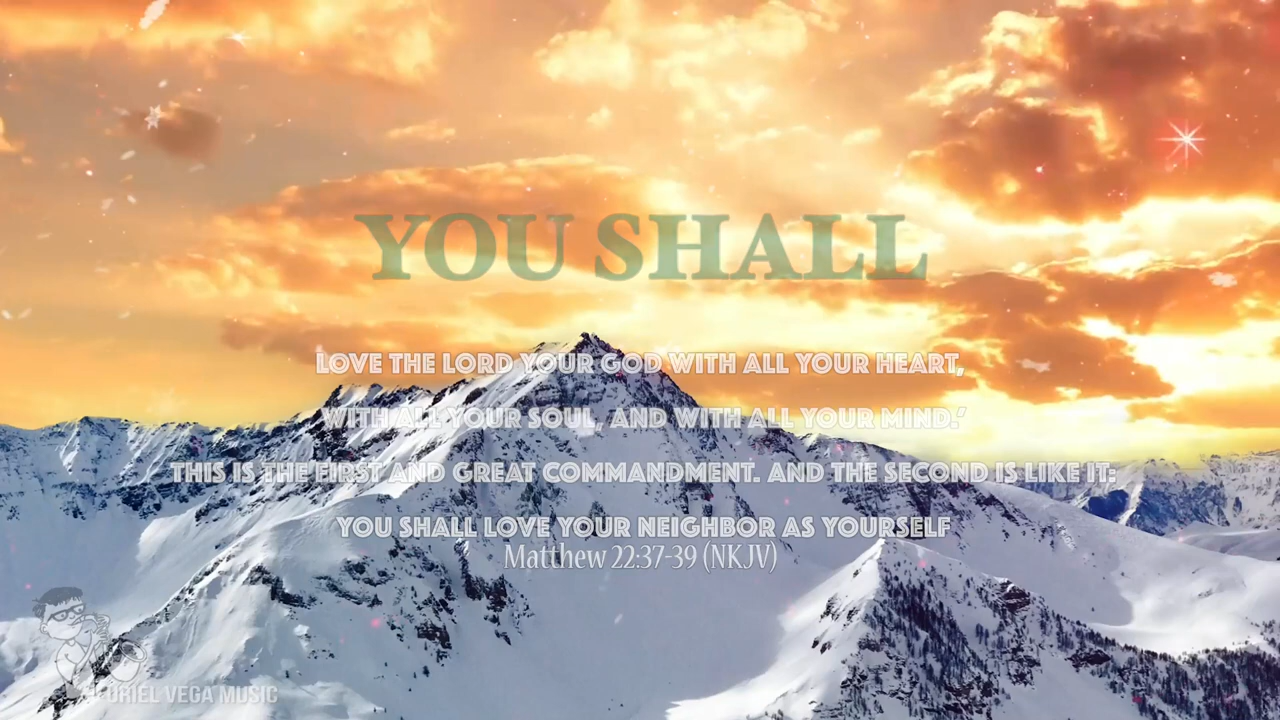 YOU SHALL
LOVE THE LORD YOUR GOD WITH ALL YOUR HEART,
WITH ALL YOUR SOUL, AND WITH ALL YOUR MIND.’
THIS IS THE FIRST AND GREAT COMMANDMENT. AND THE SECOND IS LIKE IT:
YOU SHALL LOVE YOUR NEIGHBOR AS YOURSELF
Matthew 22:37-39 (NKJV)
URIEL VEGA MUSIC